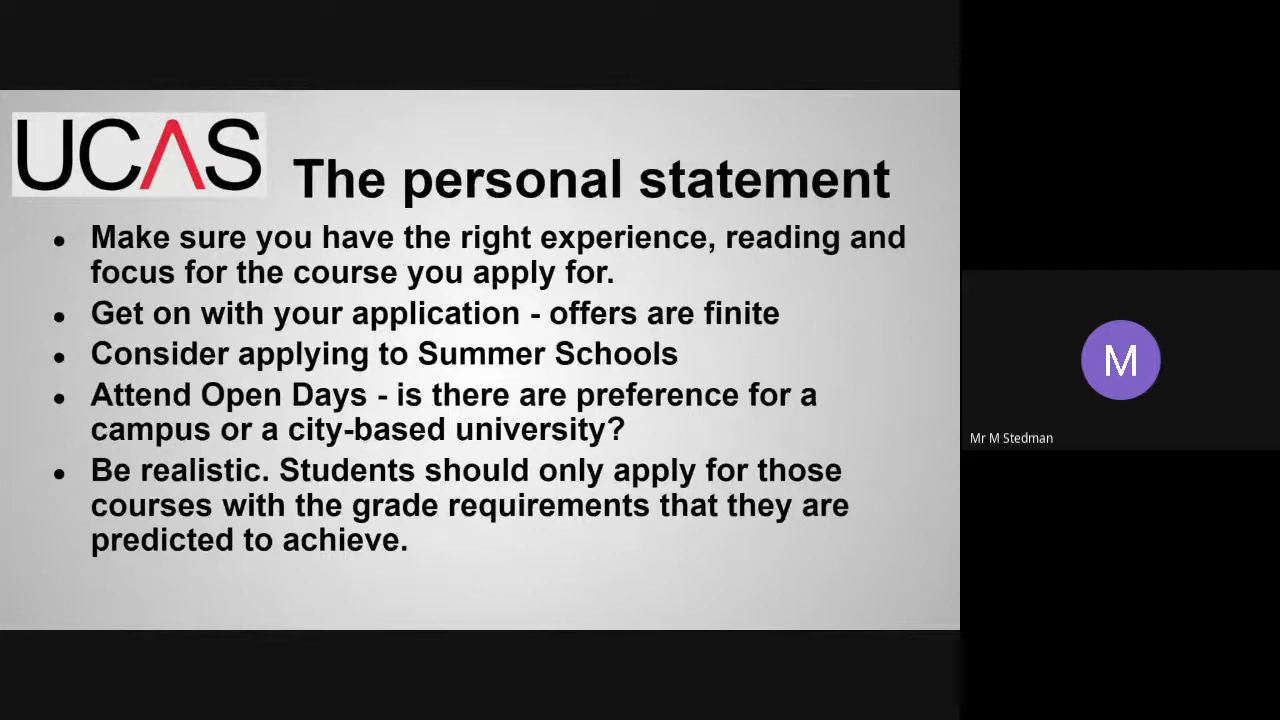 UCAS
The personal statement
● Make sure you have the right experience, reading and
focus for the course you apply for.
● Get on with your application - offers are finite
● Consider applying to Summer Schools
● Attend Open Days - is there are preference for a
campus or a city-based university?
● Be realistic. Students should only apply for those
courses with the grade requirements that they are
predicted to achieve.
M
Mr M Stedman